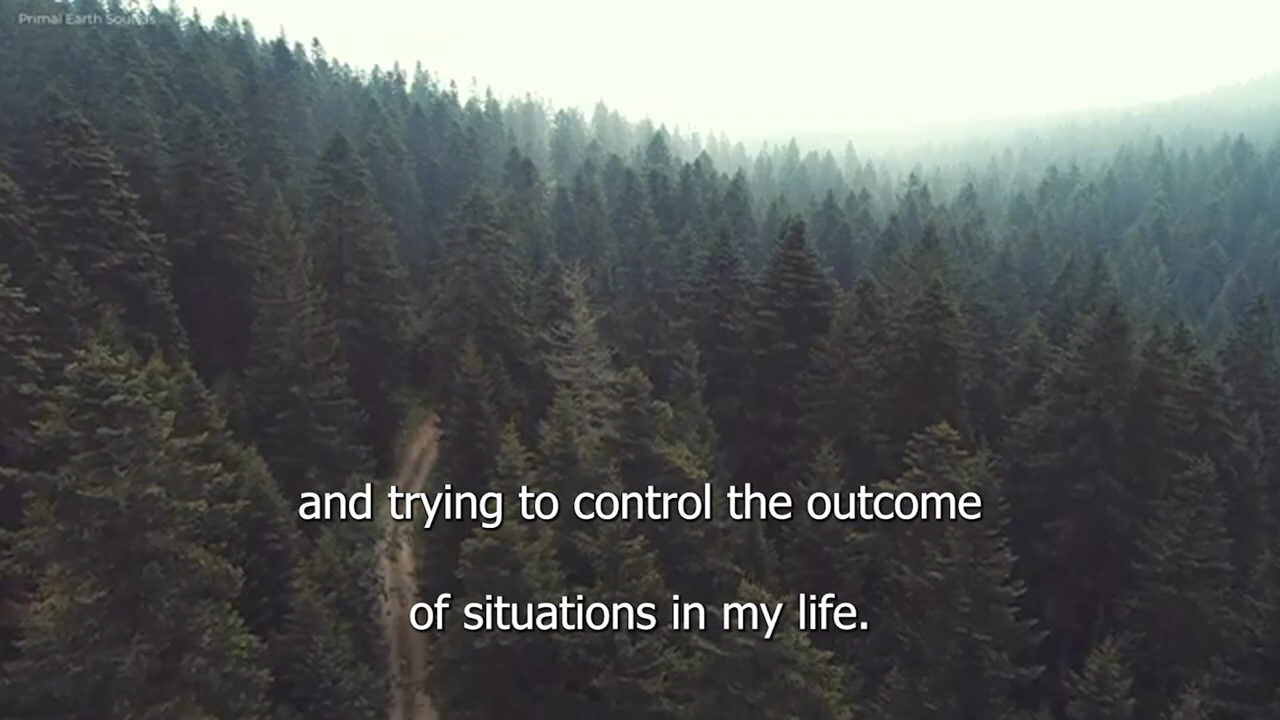 Primal Earth Sounds
and trying to control the outcome
of situations in my life.